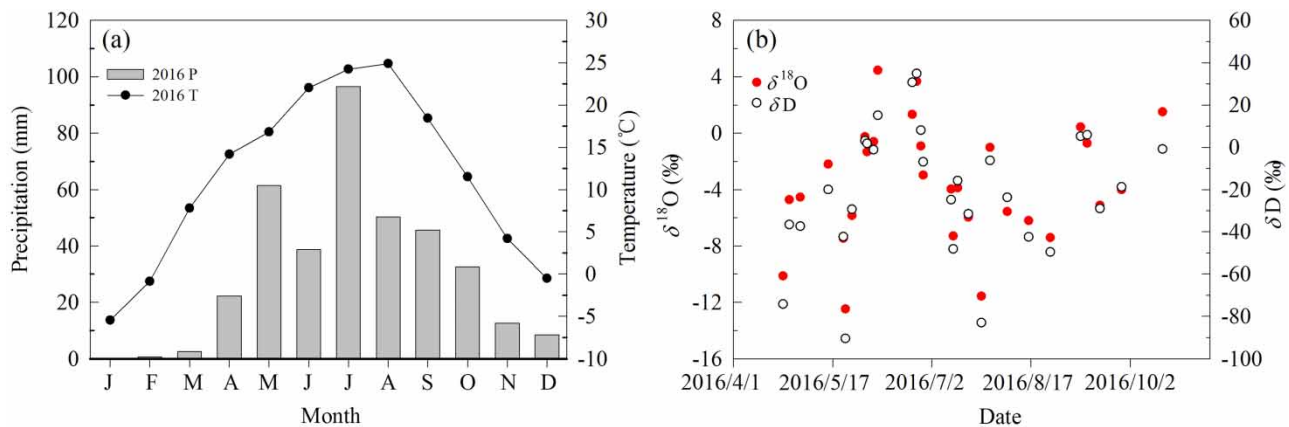 (a)
2016 P
2016 T
120
100
80
60
40
20
0
Precipitation (mm)
30
25
20
15
10
5
0
-5
-10
Temperature (℃)
J F M A M J J A S O N D
Month
(b)
δ¹⁸O
δD
8
4
0
-4
-8
-12
-16
δ¹⁸O (‰)
60
40
20
0
-20
-40
-60
-80
-100
δD (‰)
2016/4/1 2016/5/17 2016/7/2 2016/8/17 2016/10/2
Date